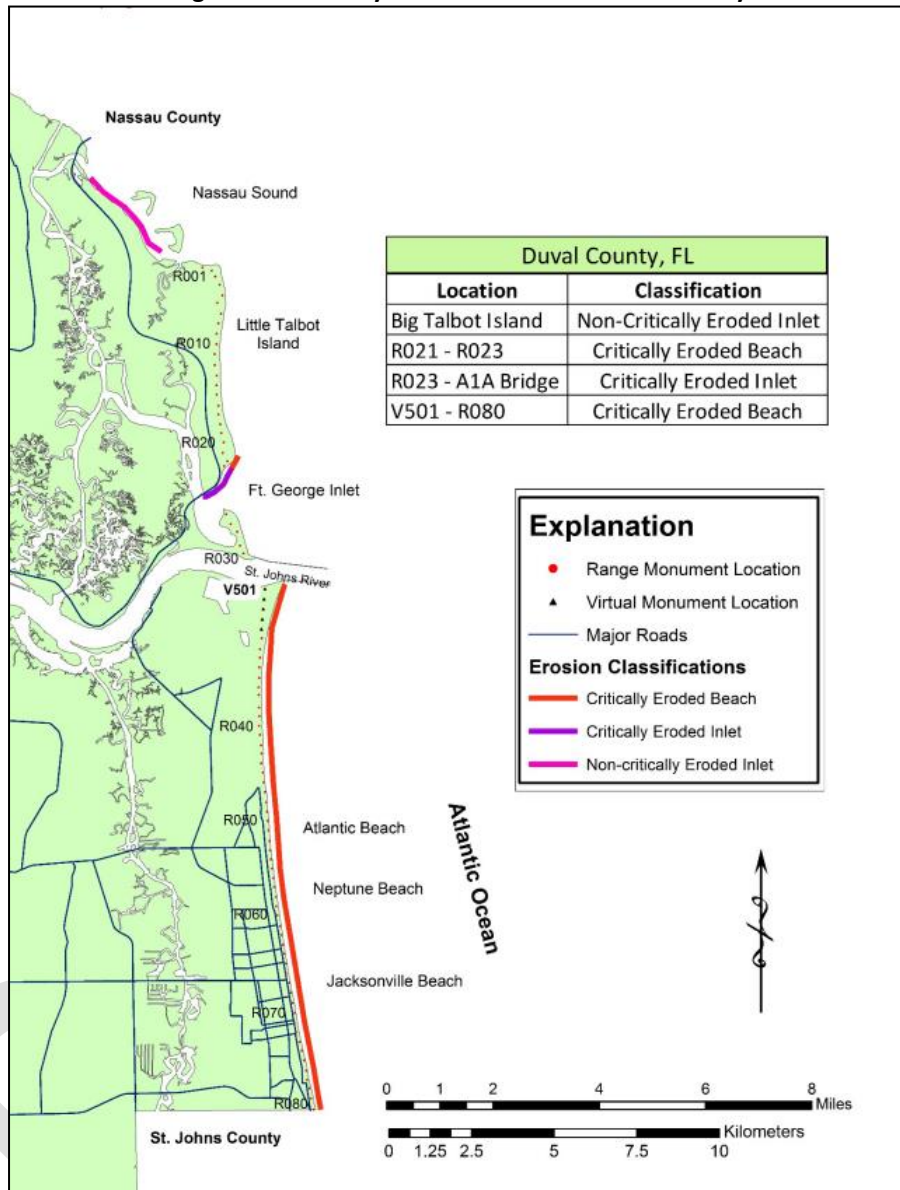 Nassau County
Nassau Sound
R001
Little Talbot
Island
R010
R020
Ft. George Inlet
R030
St. Johns River
V501
R040
R050
Atlantic Beach
Neptune Beach
R060
Jacksonville Beach
R070
R080
St. Johns County
Atlantic Ocean
Duval County, FL
Location Classification
Big Talbot Island Non-Critically Eroded Inlet
R021 - R023 Critically Eroded Beach
R023 - A1A Bridge Critically Eroded Inlet
V501 - R080 Critically Eroded Beach
Explanation
Range Monument Location
Virtual Monument Location
Major Roads
Erosion Classifications
Critically Eroded Beach
Critically Eroded Inlet
Non-critically Eroded Inlet
0 2 4 6 8
Miles
Kilometers
0 1.25 2.5 5 7.5 10